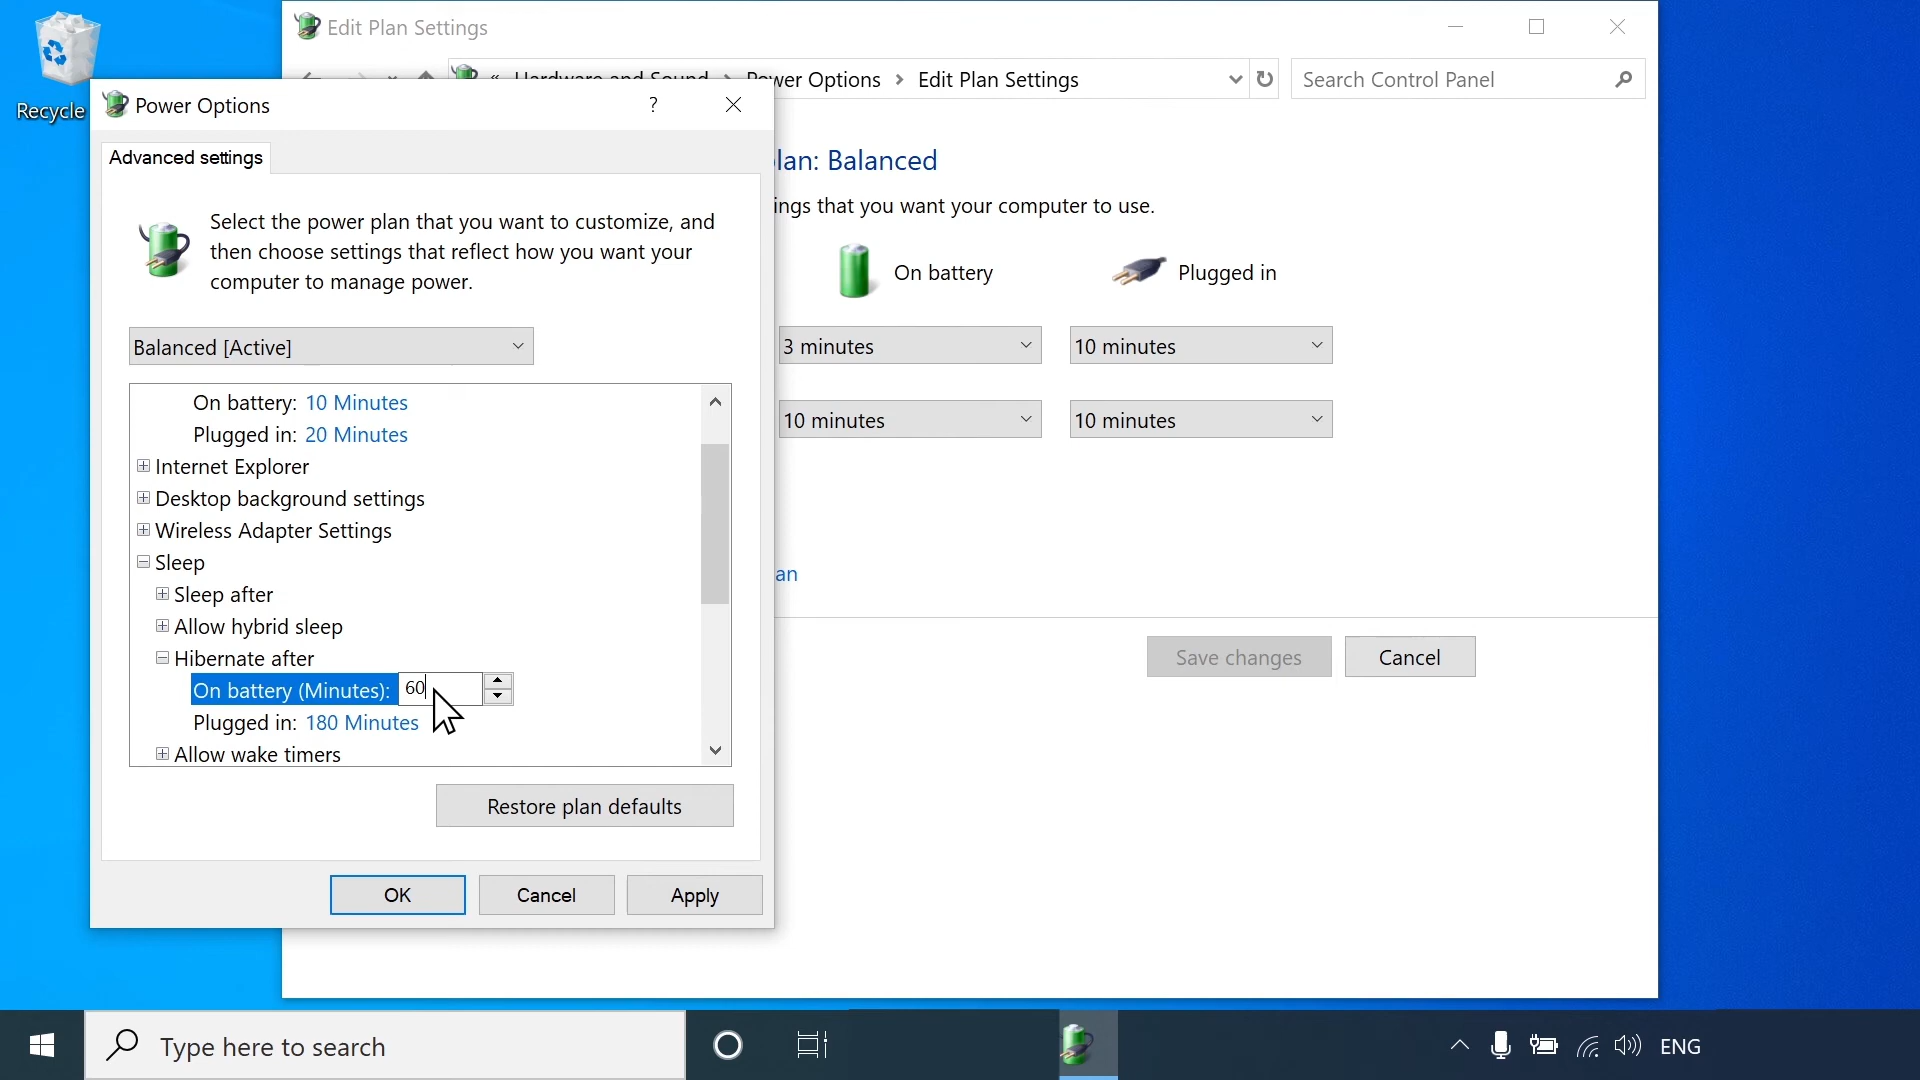 Recycle
Edit Plan Settings
« Hardware and Sound > Power Options > Edit Plan Settings
Search Control Panel
Power Options
?
Advanced settings
Select the power plan that you want to customize, and
then choose settings that reflect how you want your
computer to manage power.
Balanced [Active]
On battery: 10 Minutes
Plugged in: 20 Minutes
Internet Explorer
Desktop background settings
Wireless Adapter Settings
Sleep
Sleep after
Allow hybrid sleep
Hibernate after
On battery (Minutes): 60
Plugged in: 180 Minutes
Allow wake timers
Restore plan defaults
OK
Cancel
Apply
plan: Balanced
ings that you want your computer to use.
On battery
Plugged in
3 minutes
10 minutes
10 minutes
10 minutes
an
Save changes
Cancel
Type here to search
ENG